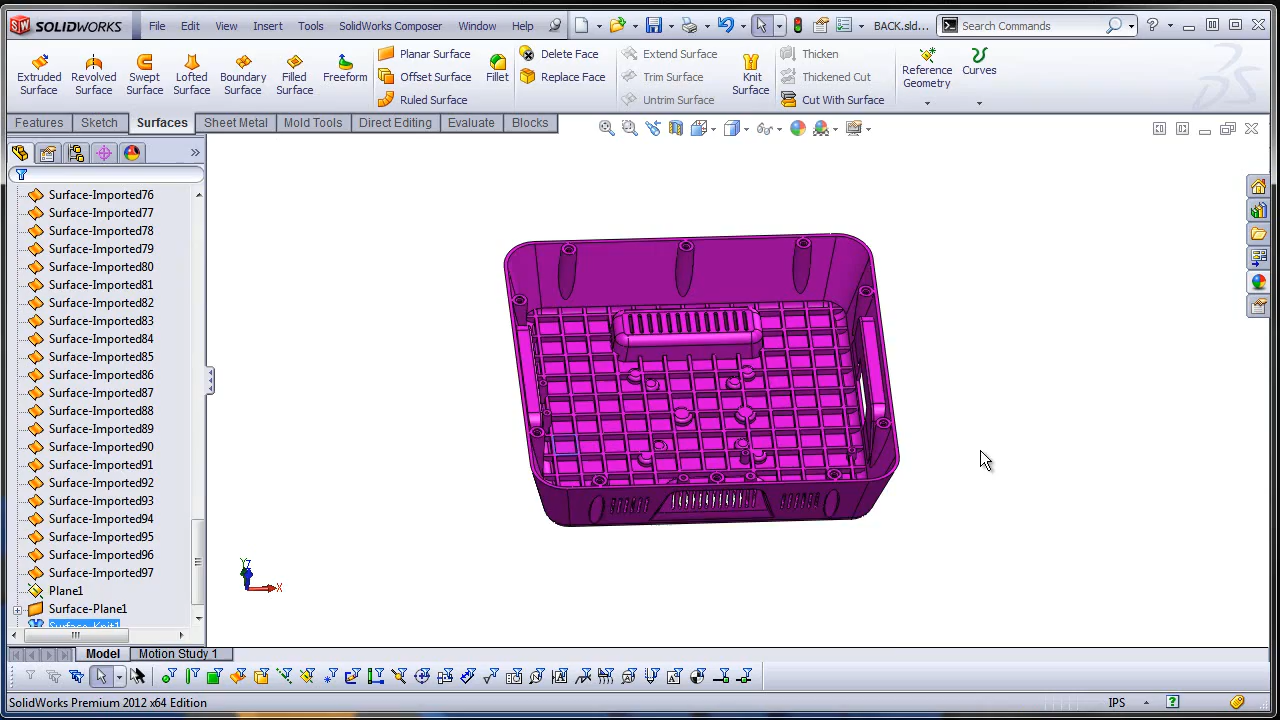 SOLIDWORKS File Edit View Insert Tools SolidWorks Composer Window Help BACK.sld... Search Commands
Extruded Surface
Revolved Surface
Swept Surface
Lofted Surface
Boundary Surface
Filled Surface
Freeform
Planar Surface
Offset Surface
Ruled Surface
Fillet
Delete Face
Replace Face
Extend Surface
Trim Surface
Untrim Surface
Knit Surface
Thicken
Thickened Cut
Cut With Surface
Reference Geometry
Curves
Features Sketch Surfaces Sheet Metal Mold Tools Direct Editing Evaluate Blocks
Surface-Imported76
Surface-Imported77
Surface-Imported78
Surface-Imported79
Surface-Imported80
Surface-Imported81
Surface-Imported82
Surface-Imported83
Surface-Imported84
Surface-Imported85
Surface-Imported86
Surface-Imported87
Surface-Imported88
Surface-Imported89
Surface-Imported90
Surface-Imported91
Surface-Imported92
Surface-Imported93
Surface-Imported94
Surface-Imported95
Surface-Imported96
Surface-Imported97
Plane1
Surface-Plane1
Surface-Knit1
Y Z X
Model Motion Study 1
SolidWorks Premium 2012 x64 Edition IPS